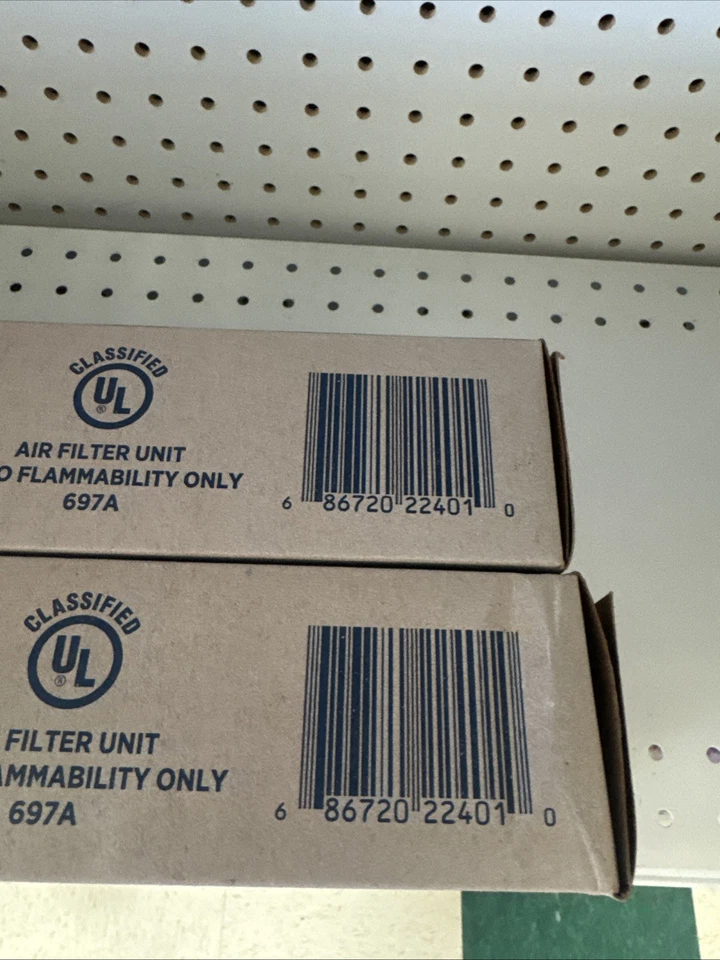 CLASSIFIED
UL
®
AIR FILTER UNIT
O FLAMMABILITY ONLY
697A
6 86720 22401 0
CLASSIFIED
UL
®
FILTER UNIT
AMMABILITY ONLY
697A
6 86720 22401 0